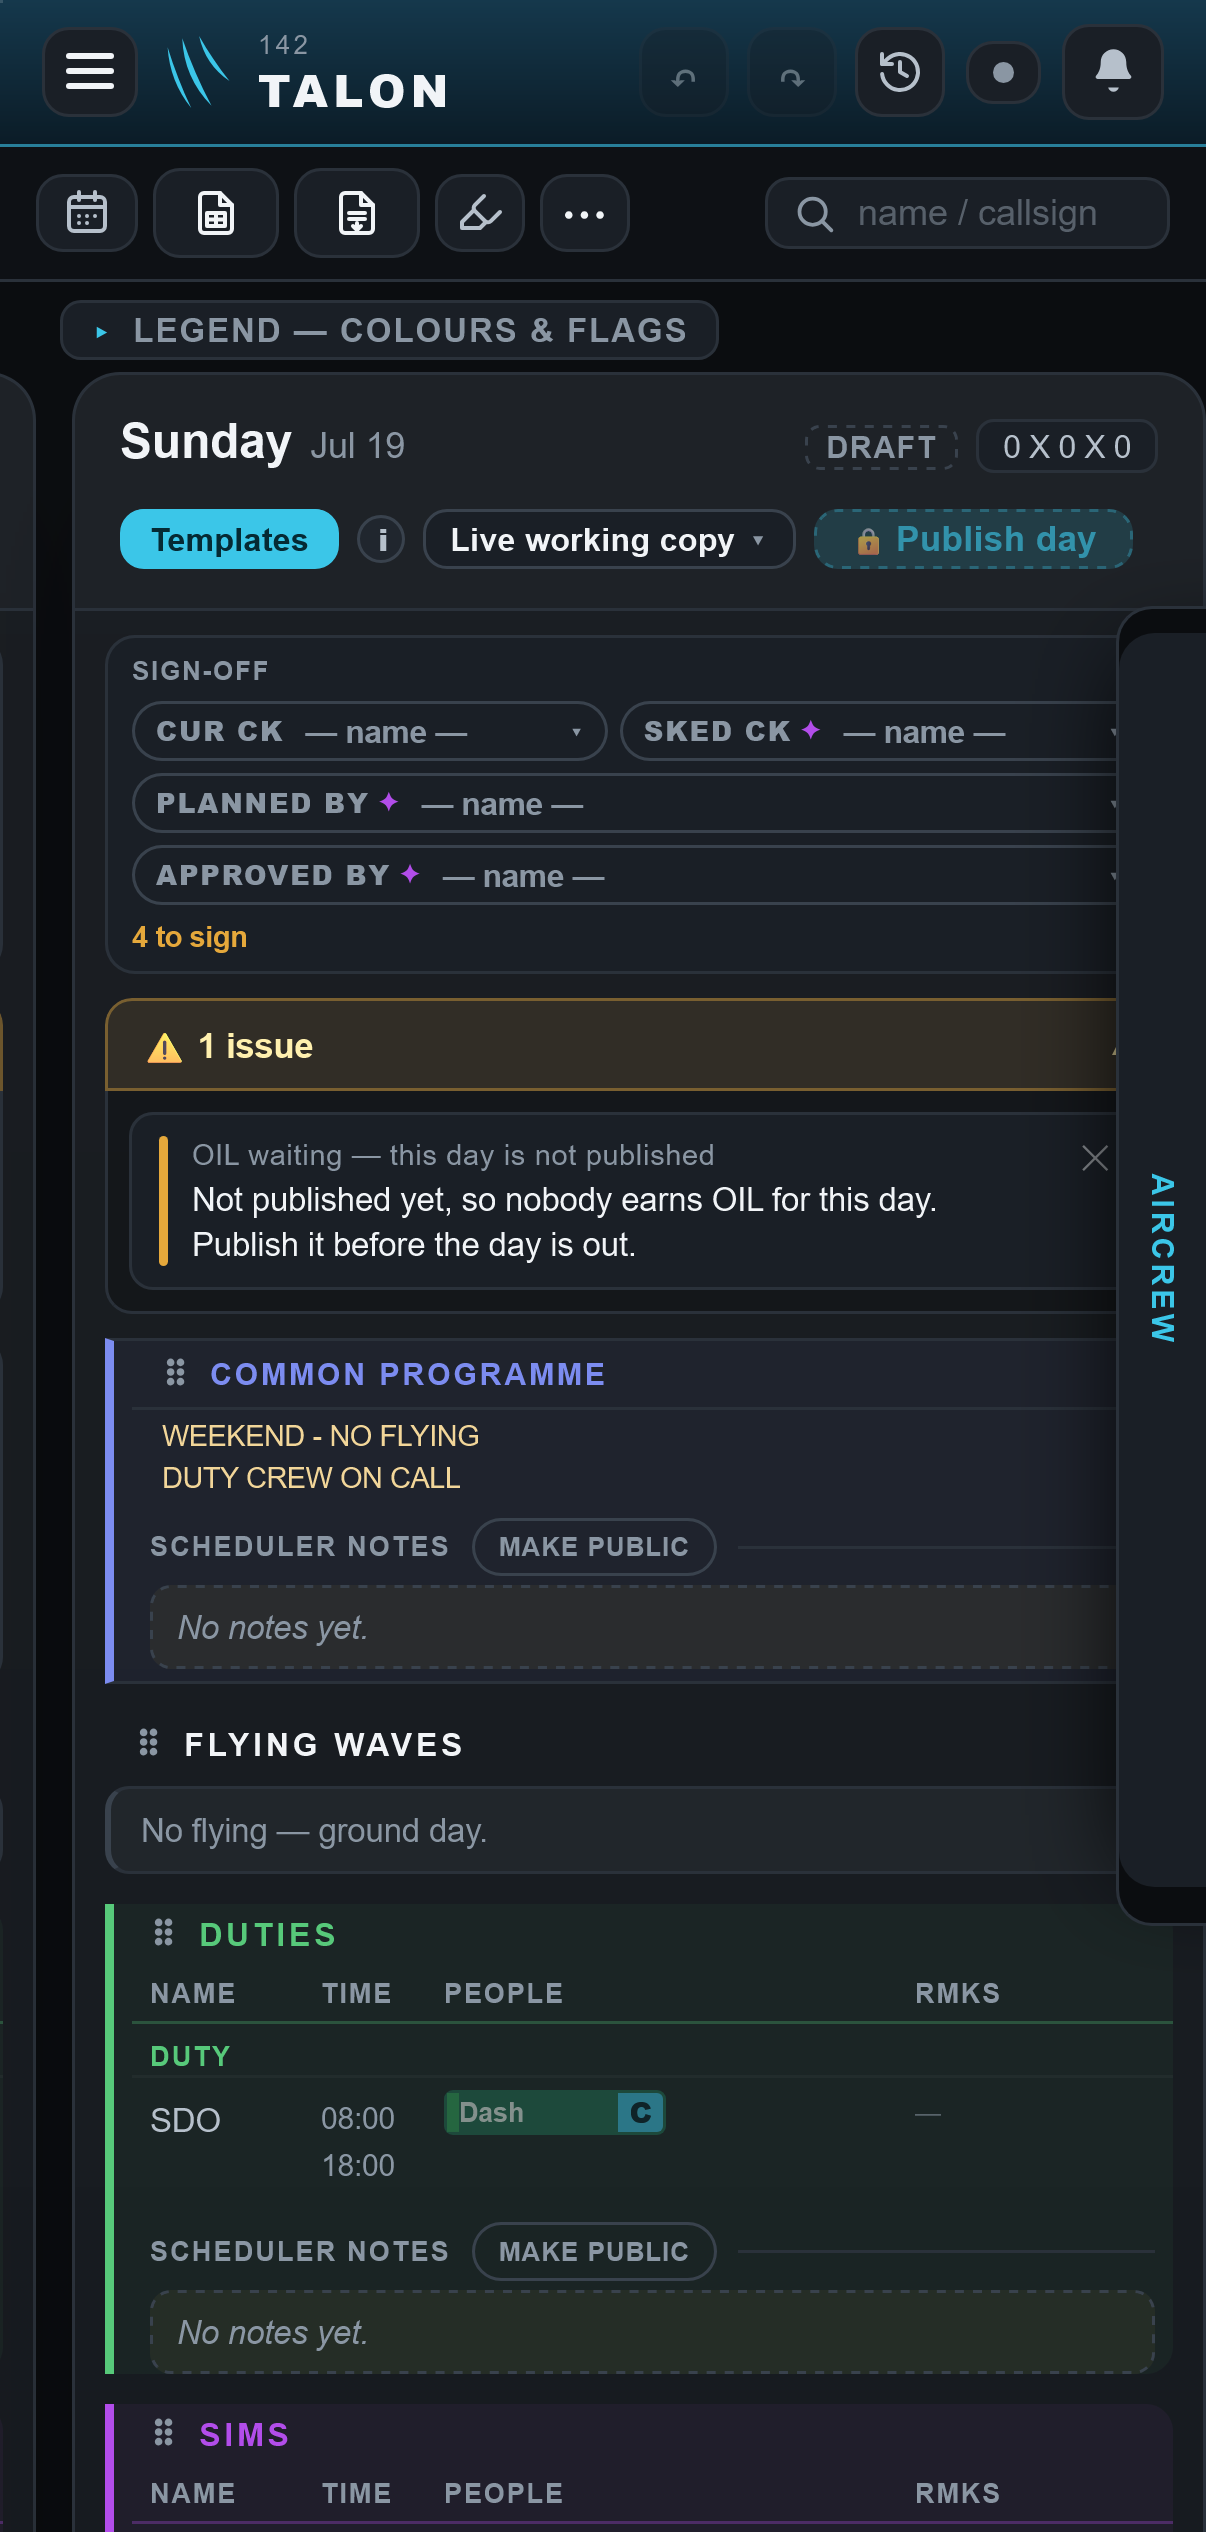 142
TALON
name / callsign
LEGEND — COLOURS & FLAGS
Sunday Jul 19
DRAFT
0 X 0 X 0
Templates
i
Live working copy
Publish day
SIGN-OFF
CUR CK — name —
SKED CK — name —
PLANNED BY — name —
APPROVED BY — name —
4 to sign
1 issue
OIL waiting — this day is not published
Not published yet, so nobody earns OIL for this day.
Publish it before the day is out.
AIRCREW
COMMON PROGRAMME
WEEKEND - NO FLYING
DUTY CREW ON CALL
SCHEDULER NOTES MAKE PUBLIC
No notes yet.
FLYING WAVES
No flying — ground day.
DUTIES
NAME TIME PEOPLE RMKS
DUTY
SDO 08:00 Dash C —
18:00
SCHEDULER NOTES MAKE PUBLIC
No notes yet.
SIMS
NAME TIME PEOPLE RMKS